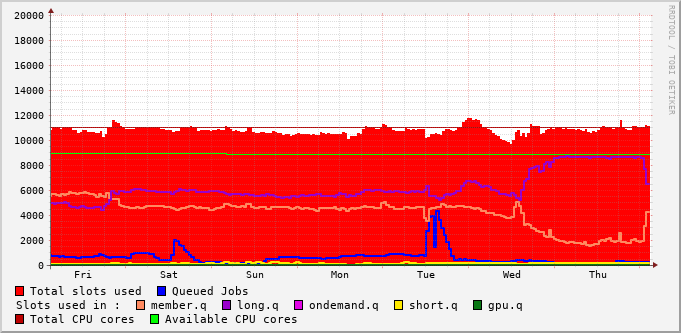 20000
18000
16000
14000
12000
10000
8000
6000
4000
2000
0
Fri Sat Sun Mon Tue Wed Thu
RRDTOOL / TOBI OETIKER
Total slots used Queued Jobs
Slots used in : member.q long.q ondemand.q short.q gpu.q
Total CPU cores Available CPU cores